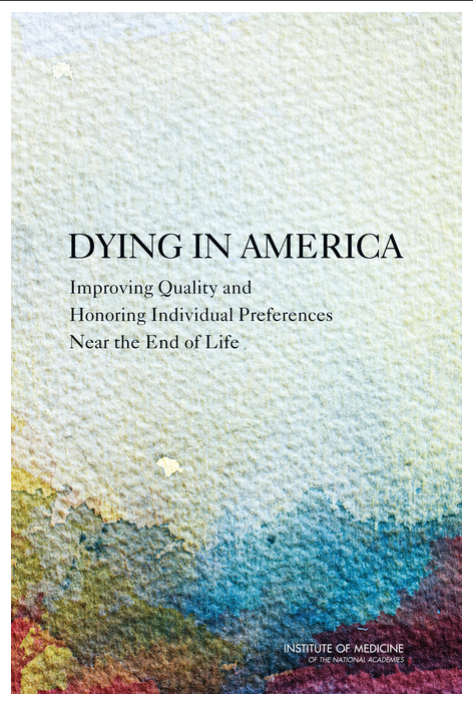 DYING IN AMERICA
Improving Quality and
Honoring Individual Preferences
Near the End of Life
INSTITUTE OF MEDICINE
OF THE NATIONAL ACADEMIES